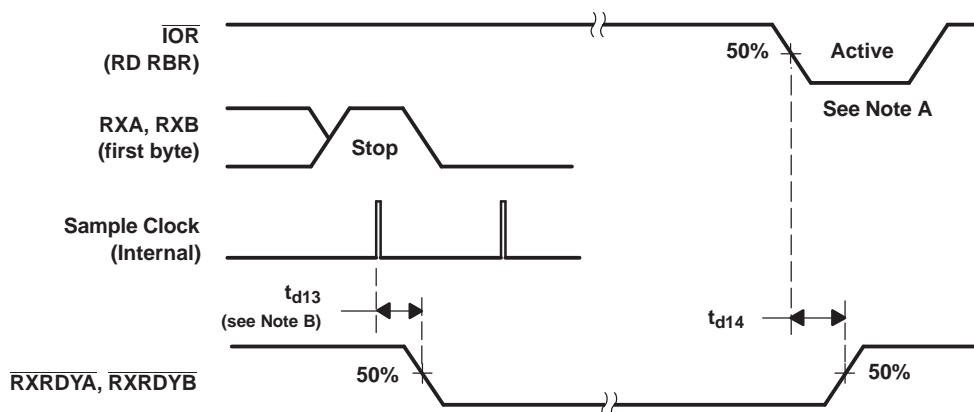 IOR
(RD RBR)
50%
Active
See Note A
RXA, RXB
(first byte)
Stop
Sample Clock
(Internal)
td13
(see Note B)
td14
RXRDYA, RXRDYB
50%
50%